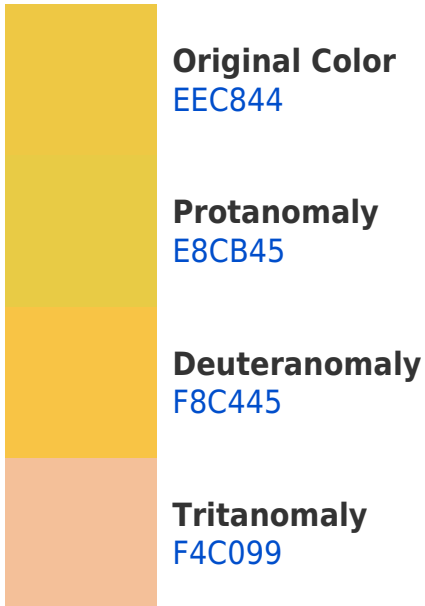 Original Color
EEC844
Protanomaly
E8CB45
Deuteranomaly
F8C445
Tritanomaly
F4C099